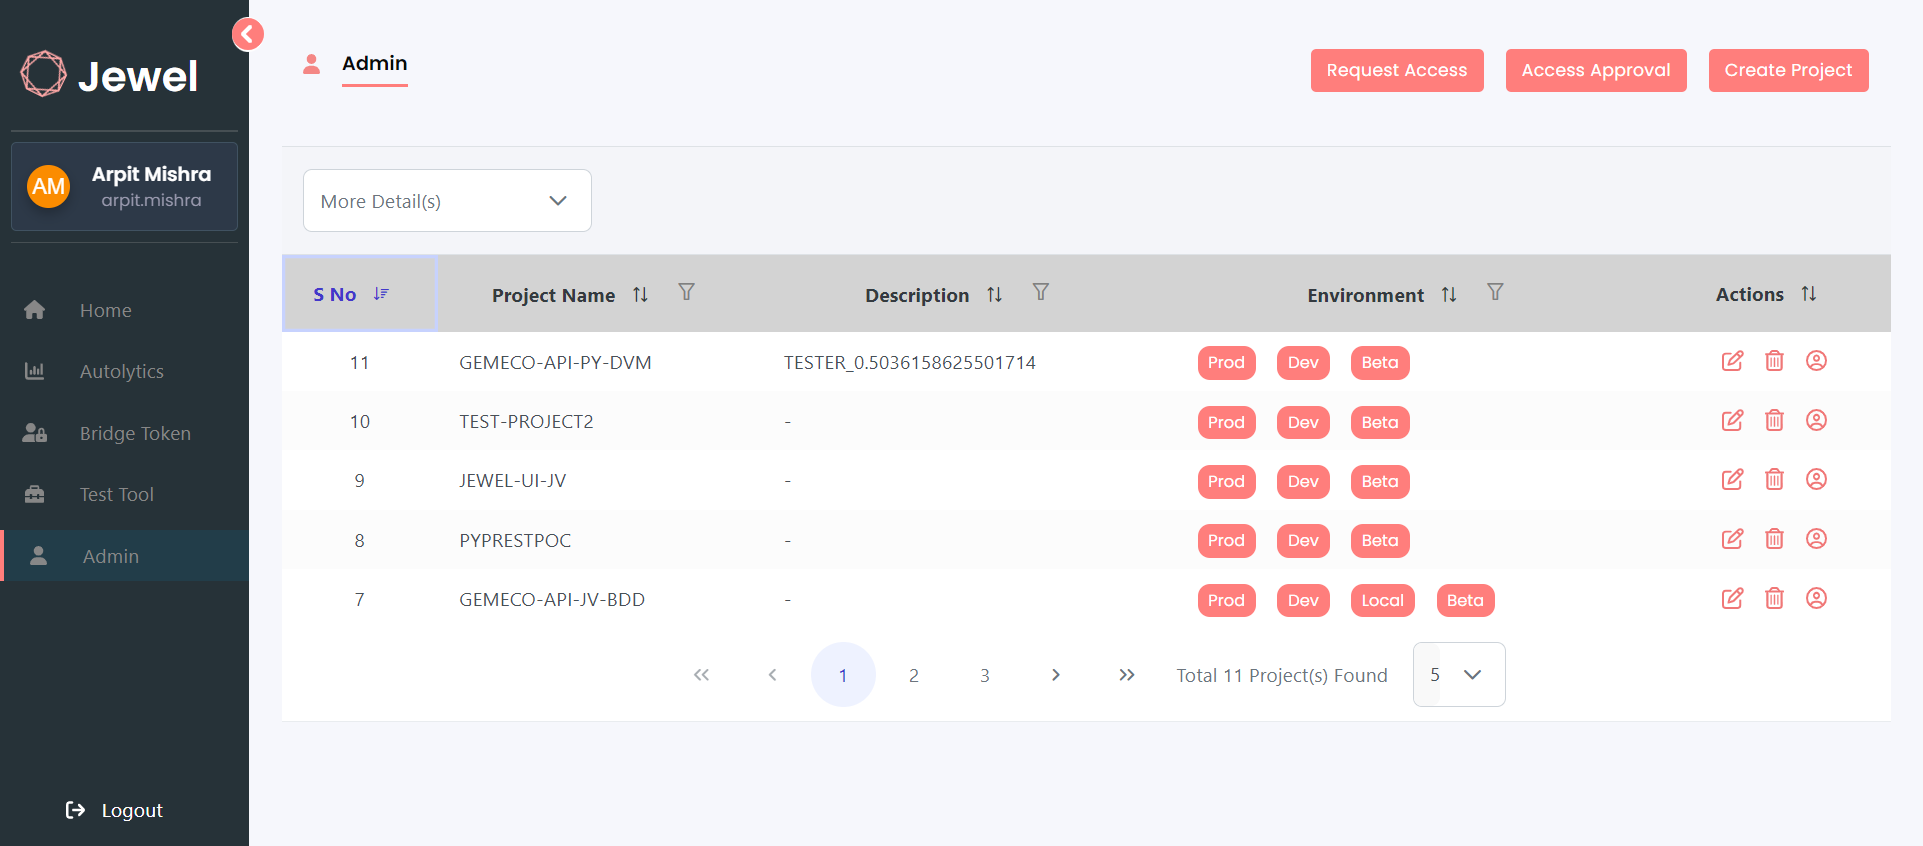 Jewel
AM
Arpit Mishra
arpit.mishra
Home
Autolytics
Bridge Token
Test Tool
Admin
Logout
Admin
Request Access
Access Approval
Create Project
More Detail(s)
S No Project Name Description Environment Actions
11 GEMECO-API-PY-DVM TESTER_0.5036158625501714 Prod Dev Beta
10 TEST-PROJECT2 - Prod Dev Beta
9 JEWEL-UI-JV - Prod Dev Beta
8 PYPRESTPOC - Prod Dev Beta
7 GEMECO-API-JV-BDD - Prod Dev Local Beta
1 2 3 Total 11 Project(s) Found 5